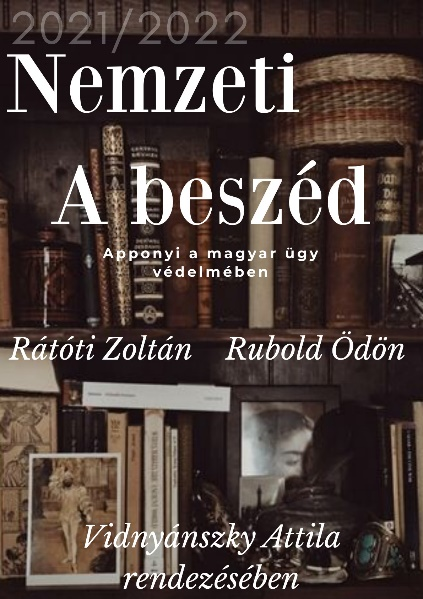 2021/2022
Nemzeti
A beszéd
Apponyi a magyar ügy
védelmében
Rátóti Zoltán Rubold Ödön
Vidnyánszky Attila
rendezésében